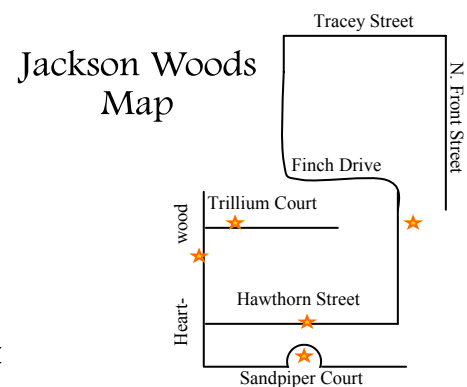 Tracey Street
Jackson Woods
Map
N. Front Street
Finch Drive
Trillium Court
Heart-
wood
Hawthorn Street
Sandpiper Court